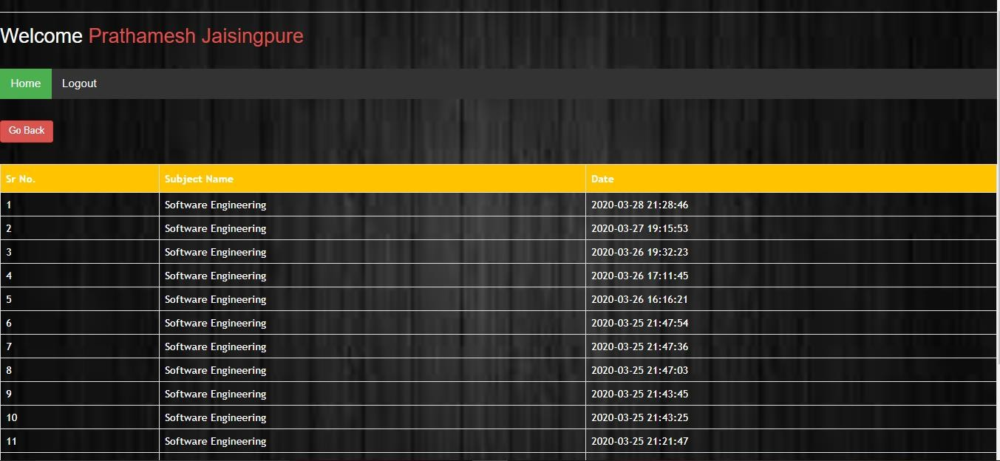 Welcome Prathamesh Jaisingpure
Home Logout
Go Back
Sr No. Subject Name Date
1 Software Engineering 2020-03-28 21:28:46
2 Software Engineering 2020-03-27 19:15:53
3 Software Engineering 2020-03-26 19:32:23
4 Software Engineering 2020-03-26 17:11:45
5 Software Engineering 2020-03-26 16:16:21
6 Software Engineering 2020-03-25 21:47:54
7 Software Engineering 2020-03-25 21:47:36
8 Software Engineering 2020-03-25 21:47:03
9 Software Engineering 2020-03-25 21:43:45
10 Software Engineering 2020-03-25 21:43:25
11 Software Engineering 2020-03-25 21:21:47